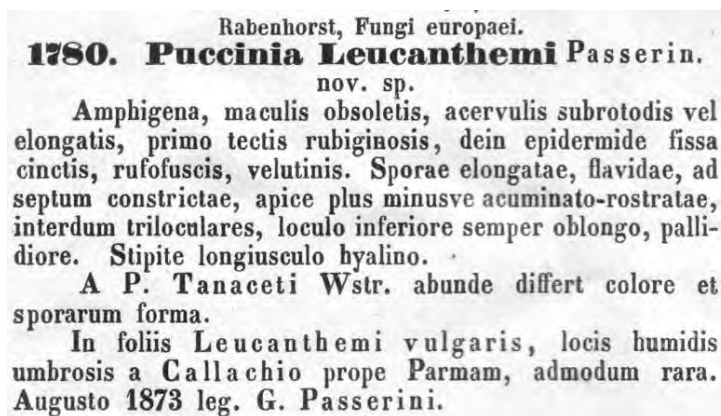 Rabenhorst, Fungi europaei.
1780. Puccinia Leucanthemi Passerin.
nov. sp.
Amphigena, maculis obsoletis, acervulis subrotodis vel
elongatis, primo tectis rubiginosis, dein epidermide fissa
cinctis, rufofuscis, velutinis. Sporae elongatae, flavidae, ad
septum constrictae, apice plus minusve acuminato-rostratae,
interdum triloculares, loculo inferiore semper oblongo, palli-
diore. Stipite longiusculo hyalino.
A P. Tanaceti Wstr. abunde differt colore et
sporarum forma.
In foliis Leucanthemi vulgaris, locis humidis
umbrosis a Callachio prope Parmam, admodum rara.
Augusto 1873 leg. G. Passerini.